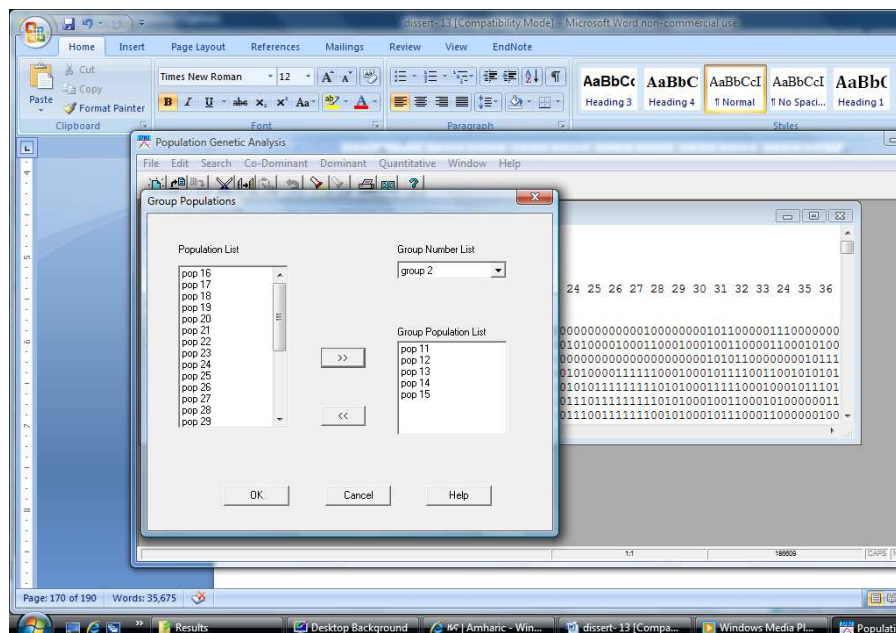 dissert- 13 [Compatibility Mode] - Microsoft Word non-commercial use
Home Insert Page Layout References Mailings Review View EndNote
Cut
Copy
Format Painter
Paste
Times New Roman 12
AaBbCc AaBbC AaBbCcI AaBbCcI AaBb(
Heading 3 Heading 4 ¶ Normal ¶ No Spaci... Heading 1
Clipboard Font Paragraph Styles
Population Genetic Analysis
File Edit Search Co-Dominant Dominant Quantitative Window Help
Group Populations
Population List
pop 16
pop 17
pop 18
pop 19
pop 20
pop 21
pop 22
pop 23
pop 24
pop 25
pop 26
pop 27
pop 28
pop 29
>>
<<
Group Number List
group 2
Group Population List
pop 11
pop 12
pop 13
pop 14
pop 15
OK Cancel Help
24 25 26 27 28 29 30 31 32 33 24 35 36
1:1 186609 CAPS
Page: 170 of 190 Words: 35,675
Results Desktop Background Amharic - Win... dissert- 13 [Compa... Windows Media Pl... Populat